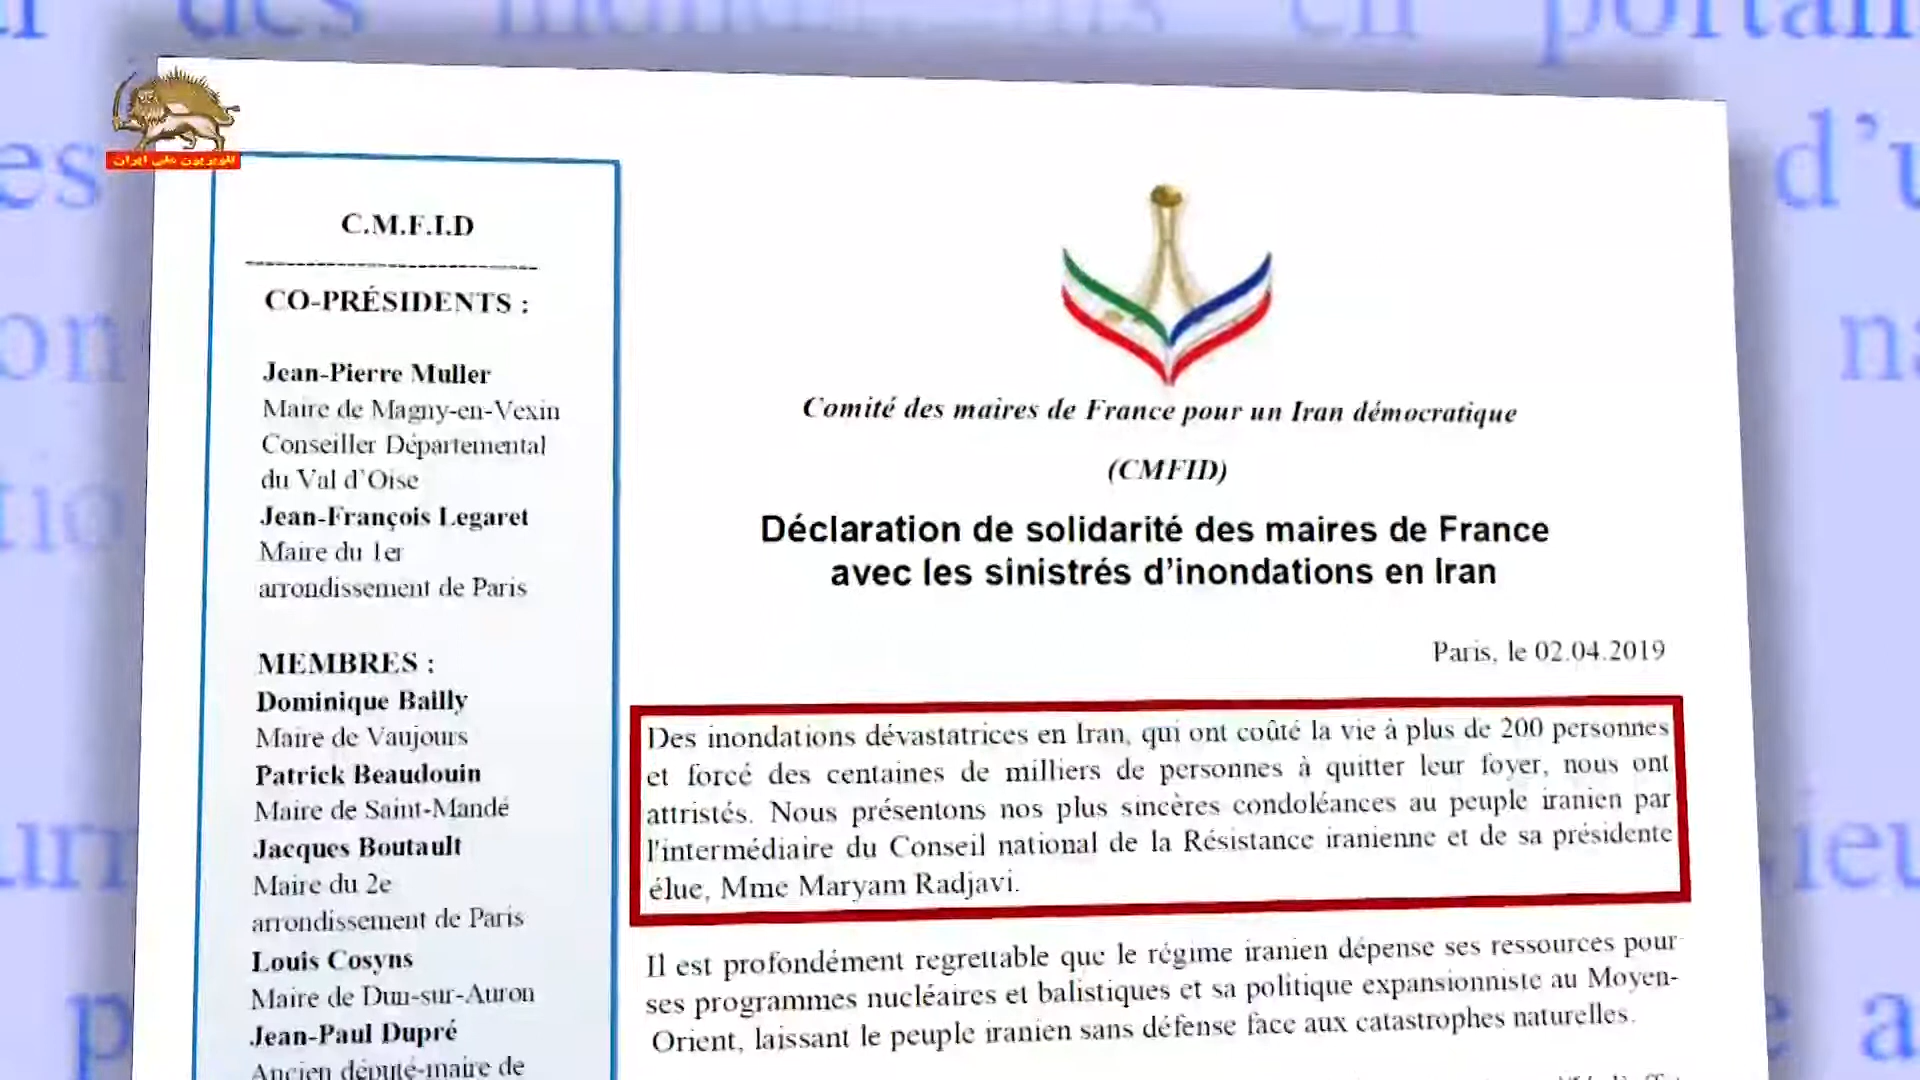 تلویزیون ملی ایران
C.M.F.I.D
CO-PRÉSIDENTS :
Jean-Pierre Muller
Maire de Magny-en-Vexin
Conseiller Départemental
du Val d'Oise
Jean-François Legaret
Maire du 1er
arrondissement de Paris
MEMBRES :
Dominique Bailly
Maire de Vaujours
Patrick Beaudouin
Maire de Saint-Mandé
Jacques Boutault
Maire du 2e
arrondissement de Paris
Louis Cosyns
Maire de Dun-sur-Auron
Jean-Paul Dupré
Ancien député-maire de
Comité des maires de France pour un Iran démocratique
(CMFID)
Déclaration de solidarité des maires de France
avec les sinistrés d’inondations en Iran
Paris, le 02.04.2019
Des inondations dévastatrices en Iran, qui ont coûté la vie à plus de 200 personnes
et forcé des centaines de milliers de personnes à quitter leur foyer, nous ont
attristés. Nous présentons nos plus sincères condoléances au peuple iranien par
l'intermédiaire du Conseil national de la Résistance iranienne et de sa présidente
élue, Mme Maryam Radjavi.
Il est profondément regrettable que le régime iranien dépense ses ressources pour
ses programmes nucléaires et balistiques et sa politique expansionniste au Moyen-
Orient, laissant le peuple iranien sans défense face aux catastrophes naturelles.